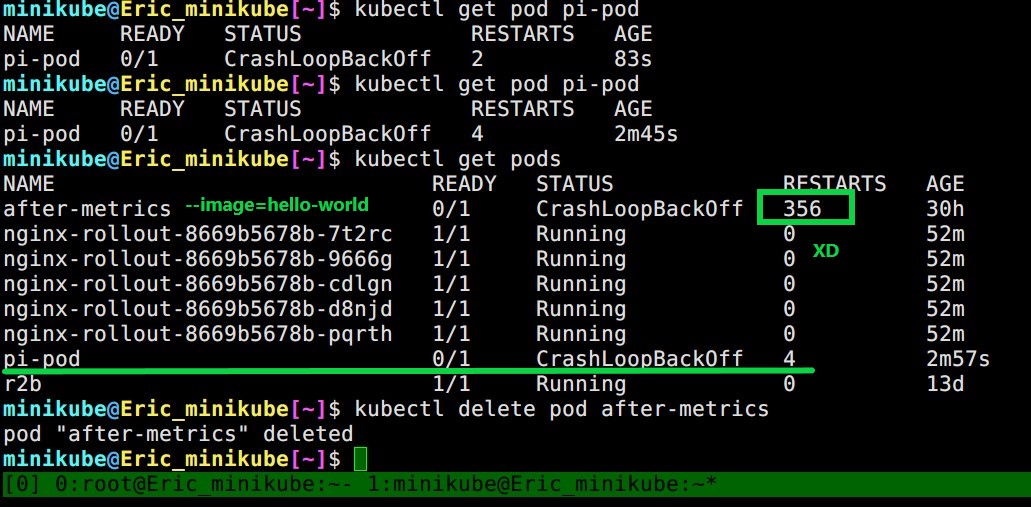 minikube@Eric_minikube[~]$ kubectl get pod pi-pod
NAME READY STATUS RESTARTS AGE
pi-pod 0/1 CrashLoopBackOff 2 83s
minikube@Eric_minikube[~]$ kubectl get pod pi-pod
NAME READY STATUS RESTARTS AGE
pi-pod 0/1 CrashLoopBackOff 4 2m45s
minikube@Eric_minikube[~]$ kubectl get pods
NAME READY STATUS RESTARTS AGE
after-metrics --image=hello-world 0/1 CrashLoopBackOff 356 30h
nginx-rollout-8669b5678b-7t2rc 1/1 Running 0 52m
XD
nginx-rollout-8669b5678b-9666g 1/1 Running 0 52m
nginx-rollout-8669b5678b-cdlgn 1/1 Running 0 52m
nginx-rollout-8669b5678b-d8njd 1/1 Running 0 52m
nginx-rollout-8669b5678b-pqrth 1/1 Running 0 52m
pi-pod 0/1 CrashLoopBackOff 4 2m57s
r2b 1/1 Running 0 13d
minikube@Eric_minikube[~]$ kubectl delete pod after-metrics
pod "after-metrics" deleted
minikube@Eric_minikube[~]$
[0] 0:root@Eric_minikube:~- 1:minikube@Eric_minikube:~*